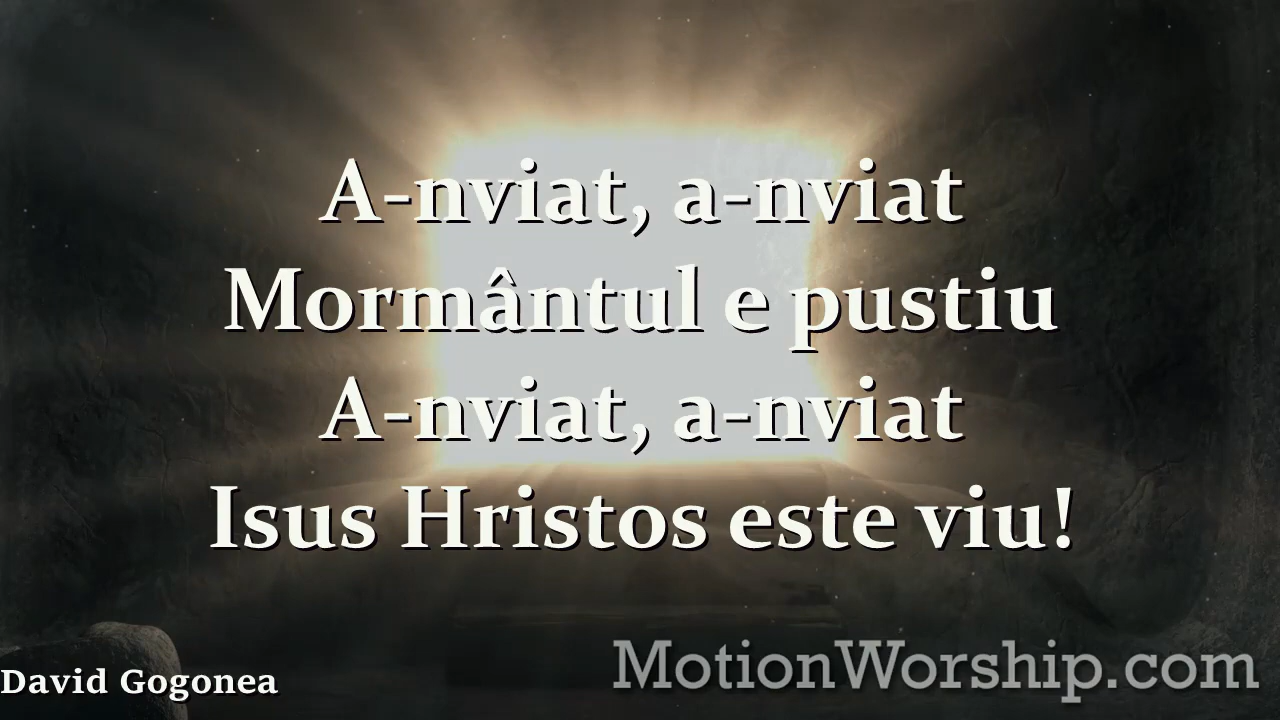 A-nviat, a-nviat
Mormântul e pustiu
A-nviat, a-nviat
Isus Hristos este viu!
David Gogonea
MotionWorship.com